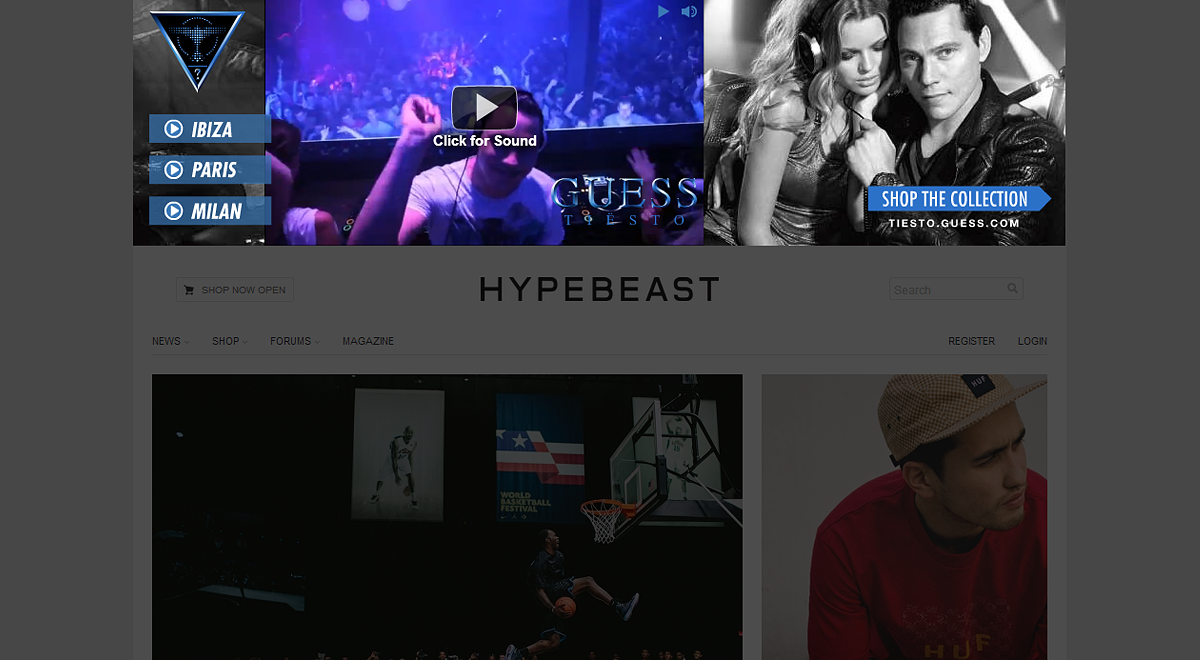 ?
IBIZA
PARIS
MILAN
Click for Sound
GUESS
TIËSTO
SHOP THE COLLECTION
TIESTO.GUESS.COM
SHOP NOW OPEN
HYPEBEAST
Search
NEWS
SHOP
FORUMS
MAGAZINE
REGISTER
LOGIN
WORLD
BASKETBALL
FESTIVAL
HUF
HUF